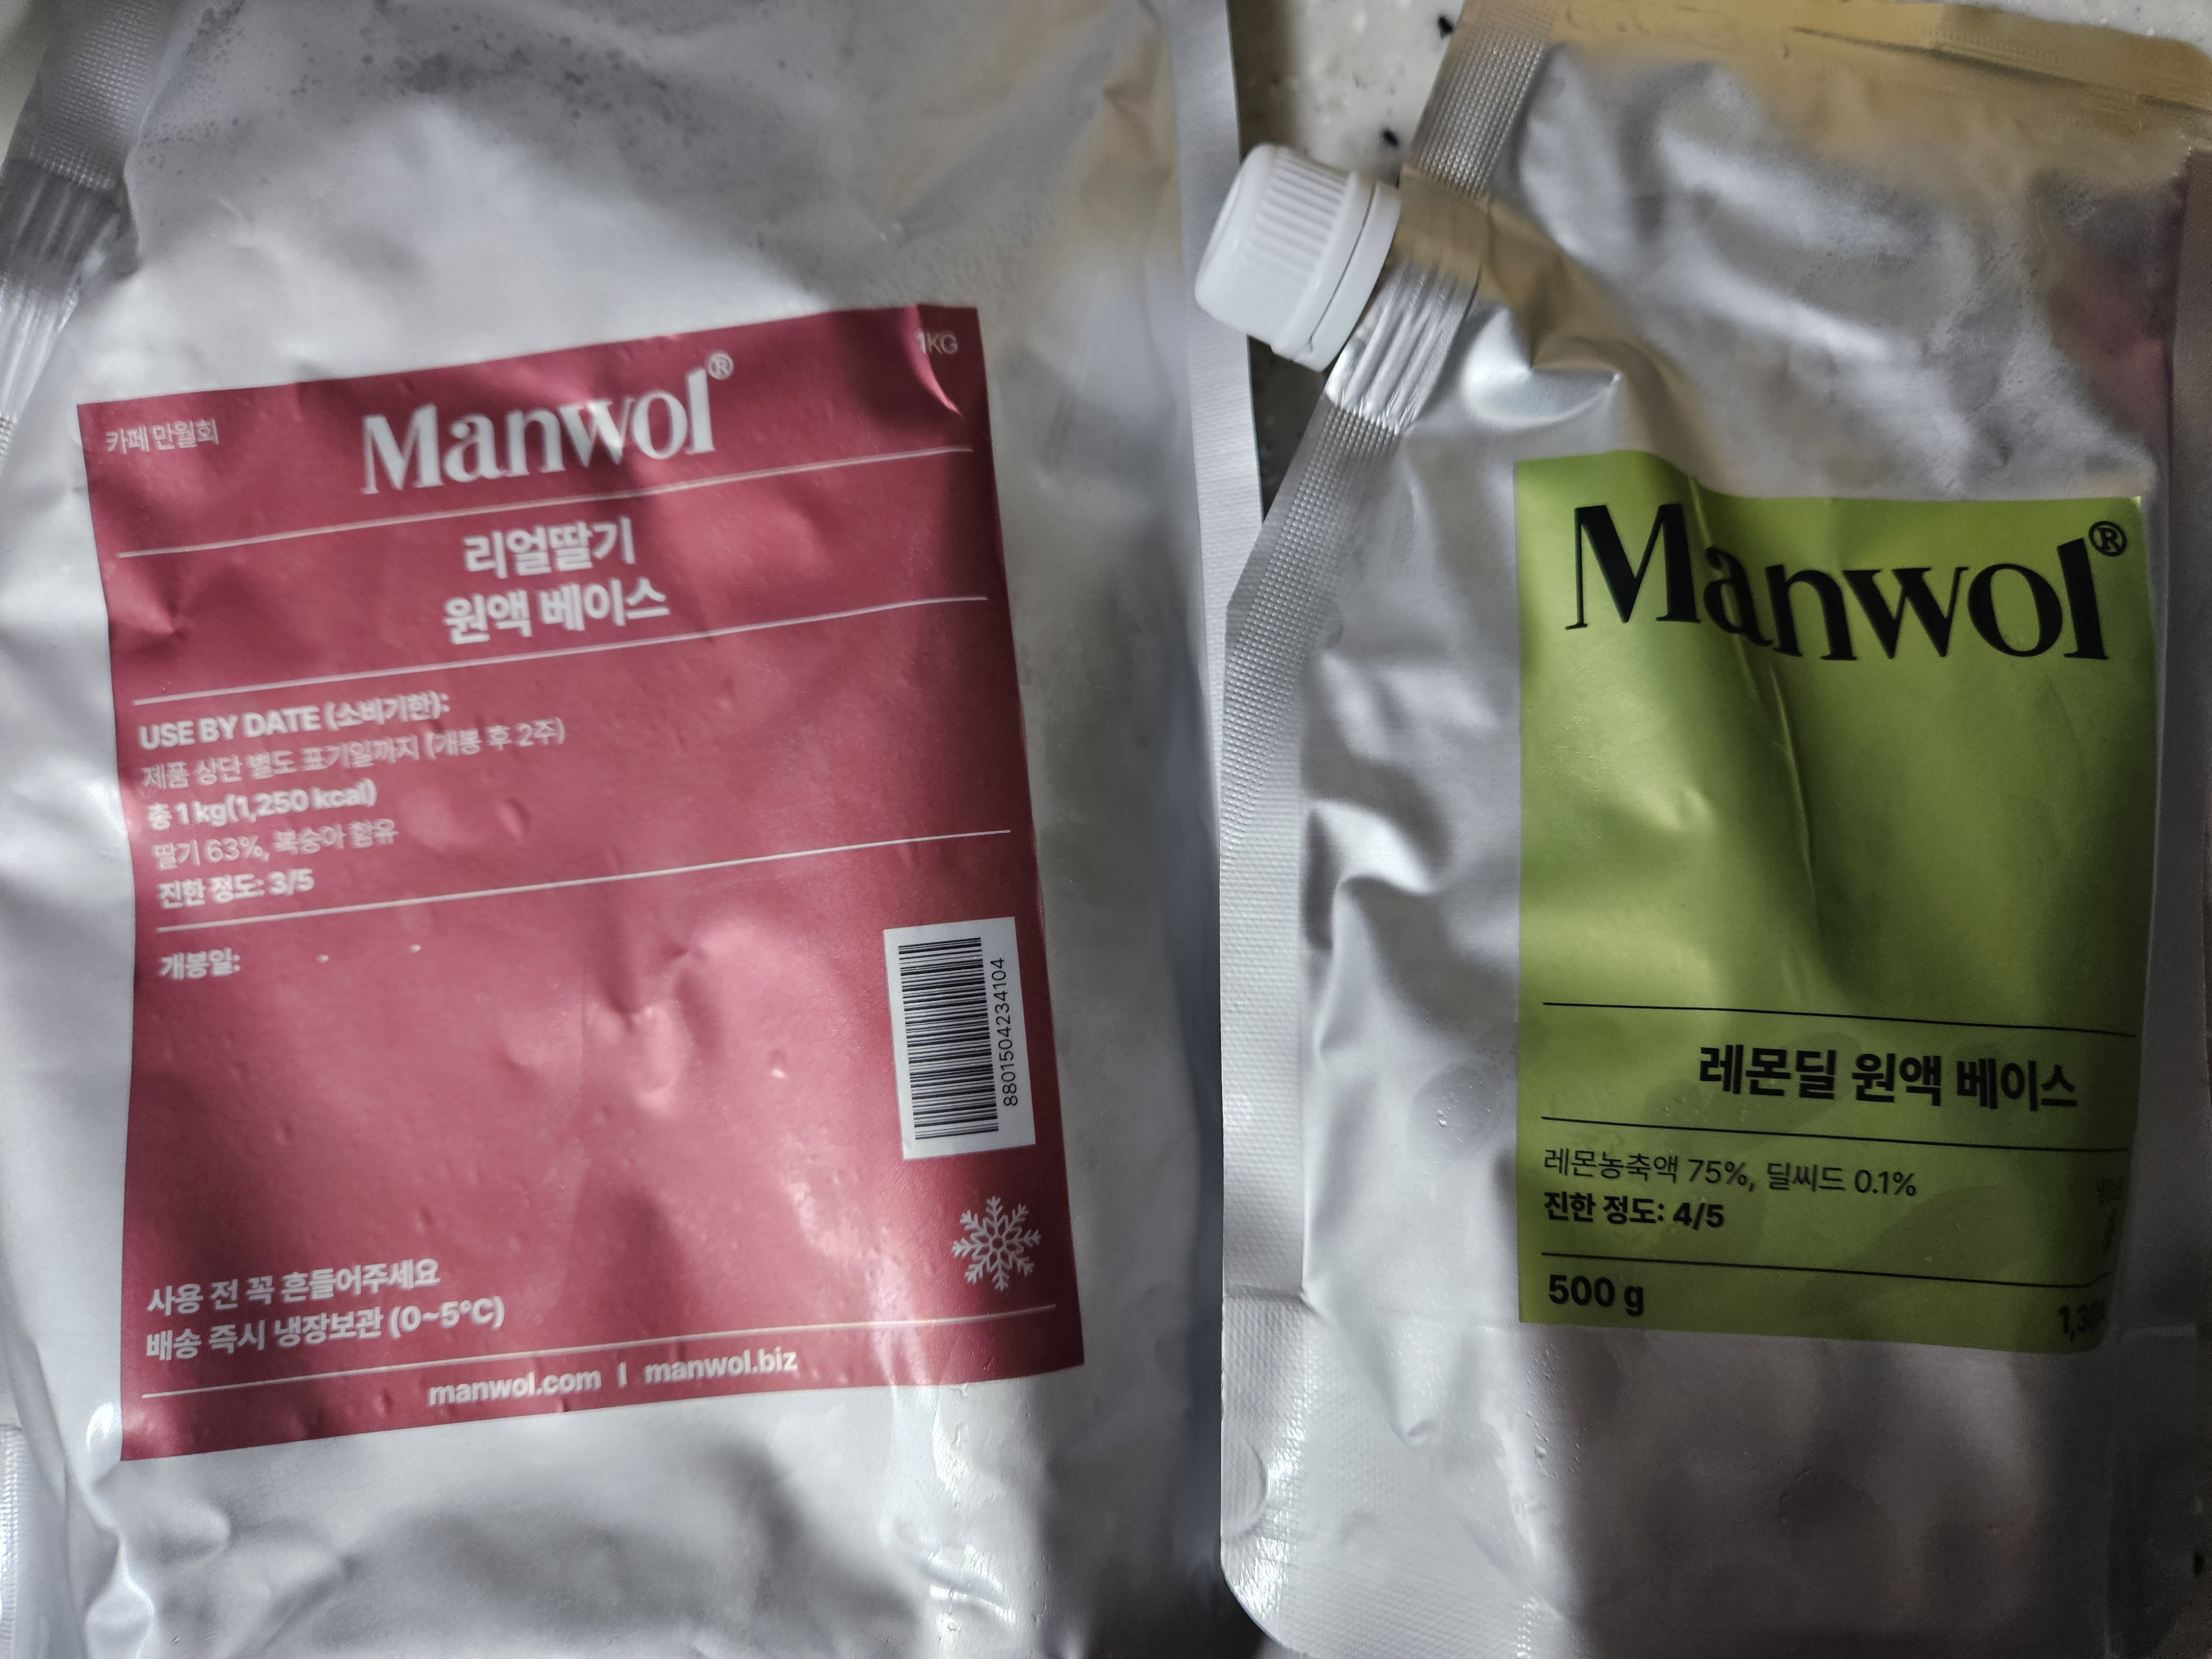 카페 만월회
Manwol®
1KG
리얼딸기
원액 베이스
USE BY DATE (소비기한):
제품 상단 별도 표기일까지 (개봉 후 2주)
총 1 kg(1,250 kcal)
딸기 63%, 복숭아 함유
진한 정도: 3/5
개봉일:
8801504234104
사용 전 꼭 흔들어주세요
배송 즉시 냉장보관 (0~5°C)
manwol.com | manwol.biz
Manwol®
레몬딜 원액 베이스
레몬농축액 75%, 딜씨드 0.1%
진한 정도: 4/5
500 g